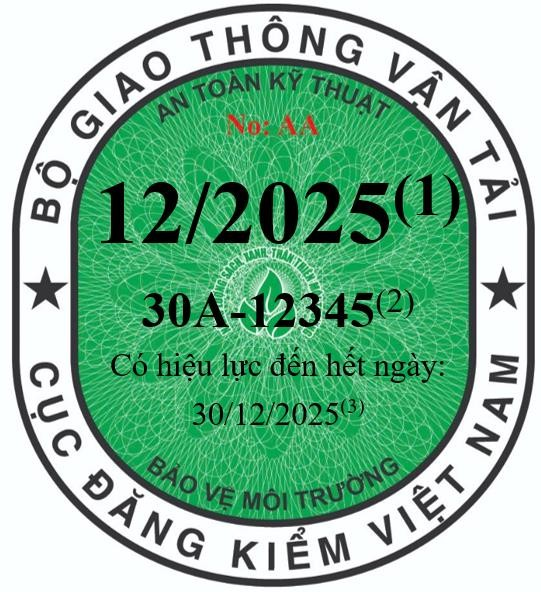 BỘ GIAO THÔNG VẬN TẢI
AN TOÀN KỸ THUẬT
No: AA
12/2025(1)
30A-12345(2)
Có hiệu lực đến hết ngày:
30/12/2025(3)
BẢO VỆ MÔI TRƯỜNG
CỤC ĐĂNG KIỂM VIỆT NAM